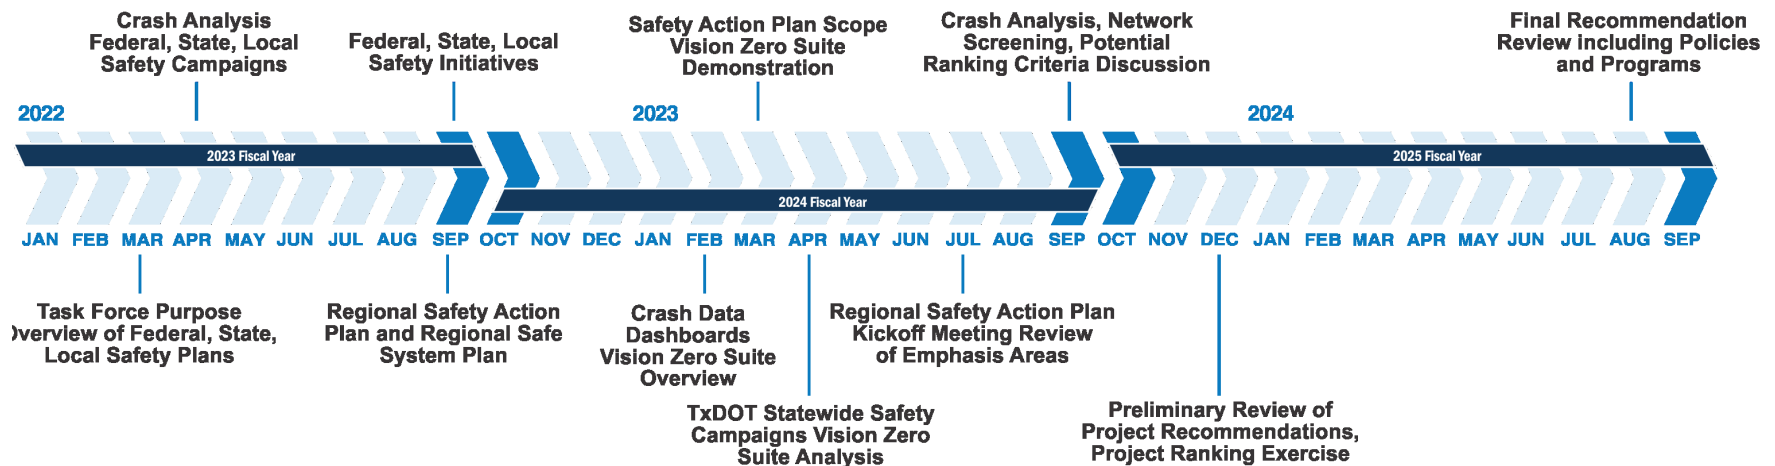 Crash Analysis
Federal, State, Local
Safety Campaigns
Federal, State, Local
Safety Initiatives
Safety Action Plan Scope
Vision Zero Suite
Demonstration
Crash Analysis, Network
Screening, Potential
Ranking Criteria Discussion
Final Recommendation
Review including Policies
and Programs
2022
2023
2024
2023 Fiscal Year
2025 Fiscal Year
2024 Fiscal Year
JAN FEB MAR APR MAY JUN JUL AUG SEP OCT NOV DEC JAN FEB MAR APR MAY JUN JUL AUG SEP OCT NOV DEC JAN FEB MAR APR MAY JUN JUL AUG SEP
Task Force Purpose
Overview of Federal, State,
Local Safety Plans
Regional Safety Action
Plan and Regional Safe
System Plan
Crash Data
Dashboards
Vision Zero Suite
Overview
Regional Safety Action Plan
Kickoff Meeting Review
of Emphasis Areas
TxDOT Statewide Safety
Campaigns Vision Zero
Suite Analysis
Preliminary Review of
Project Recommendations,
Project Ranking Exercise